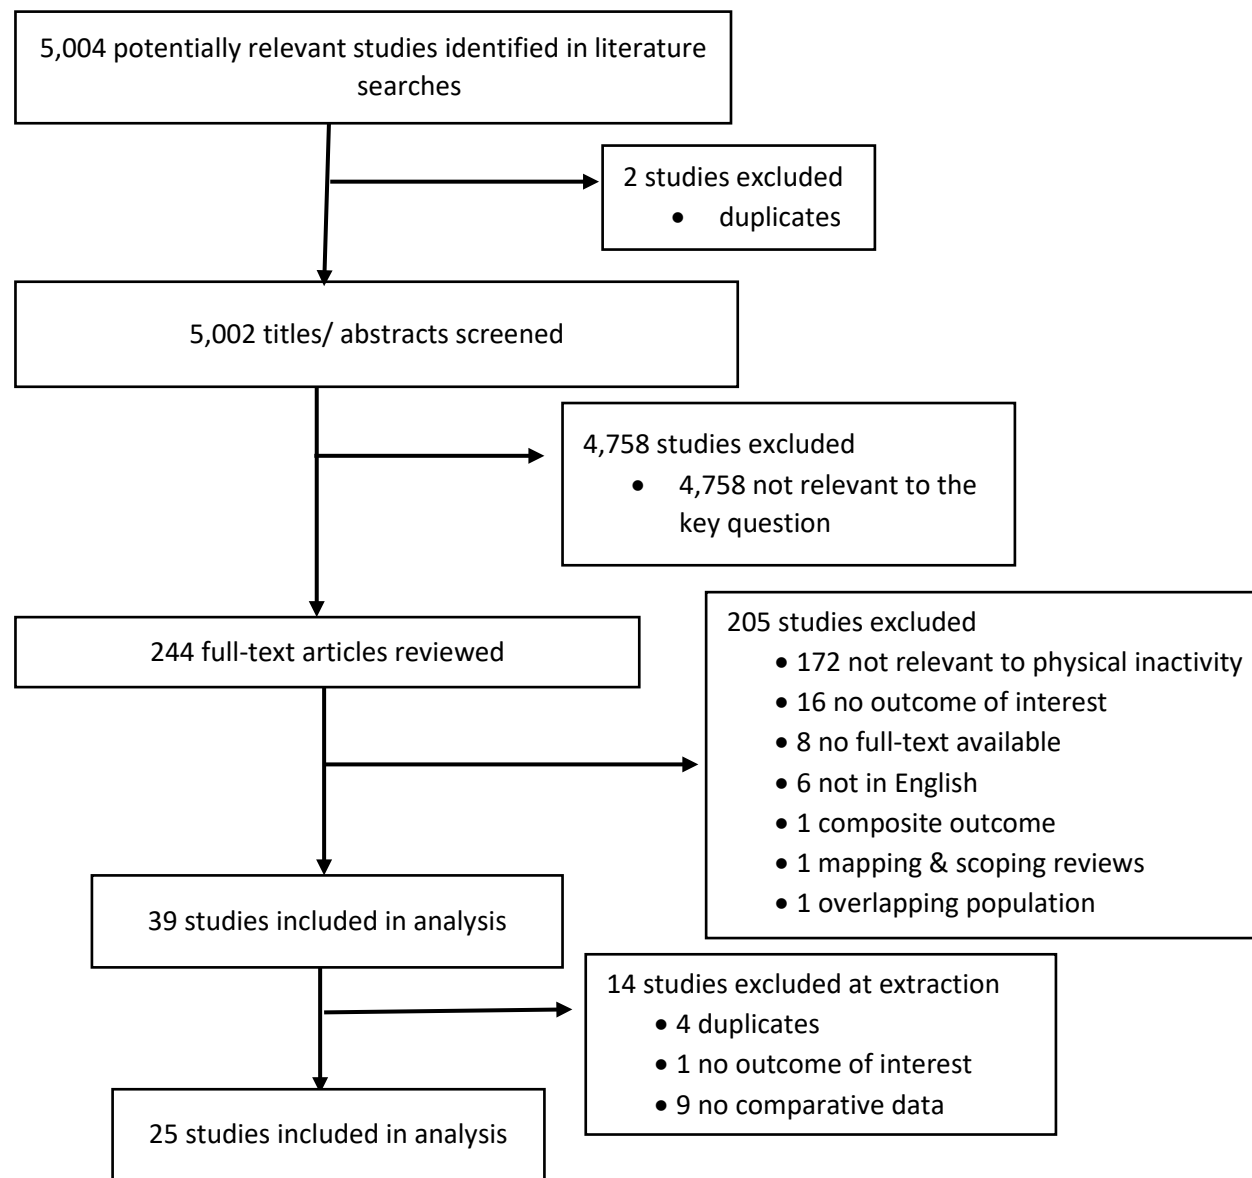 5,004 potentially relevant studies identified in literature
searches
2 studies excluded
• duplicates
5,002 titles/ abstracts screened
4,758 studies excluded
• 4,758 not relevant to the
key question
244 full-text articles reviewed
205 studies excluded
• 172 not relevant to physical inactivity
• 16 no outcome of interest
• 8 no full-text available
• 6 not in English
• 1 composite outcome
• 1 mapping & scoping reviews
• 1 overlapping population
39 studies included in analysis
14 studies excluded at extraction
• 4 duplicates
• 1 no outcome of interest
• 9 no comparative data
25 studies included in analysis